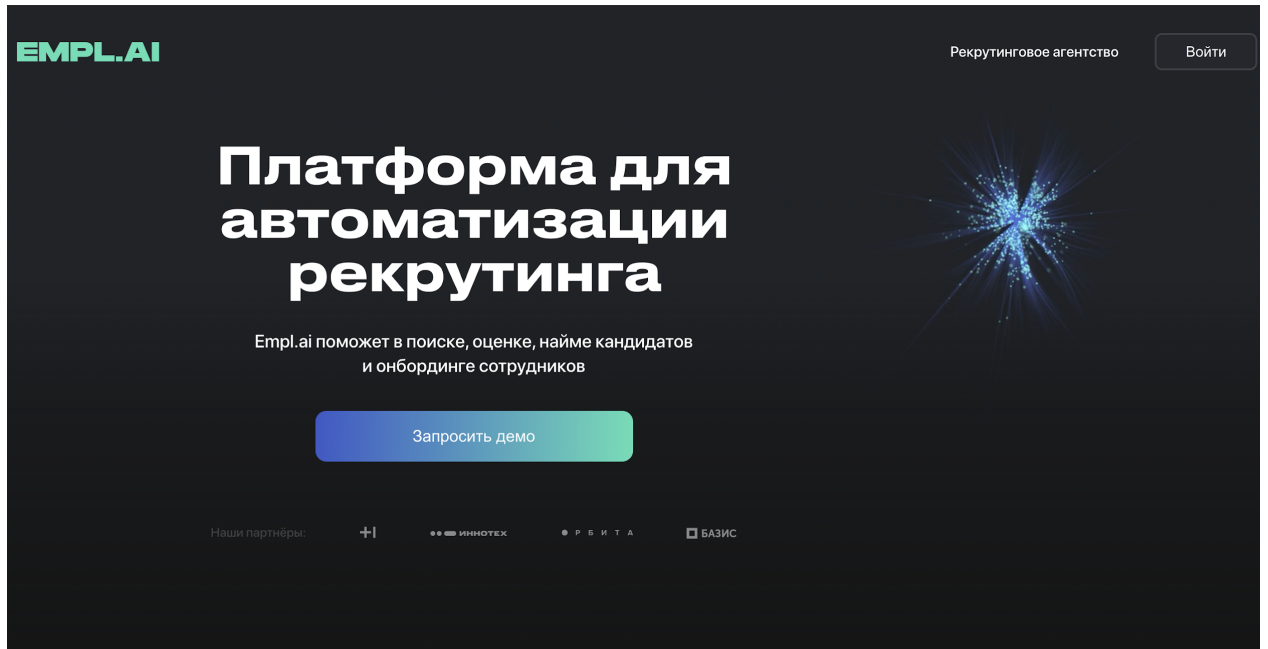 EMPL.AI
Рекрутинговое агентство
Войти
Платформа для
автоматизации
рекрутинга
Empl.ai поможет в поиске, оценке, найме кандидатов
и онбординге сотрудников
Запросить демо
Наши партнёры:
ИННОТЕХ
ОРБИТА
БАЗИС